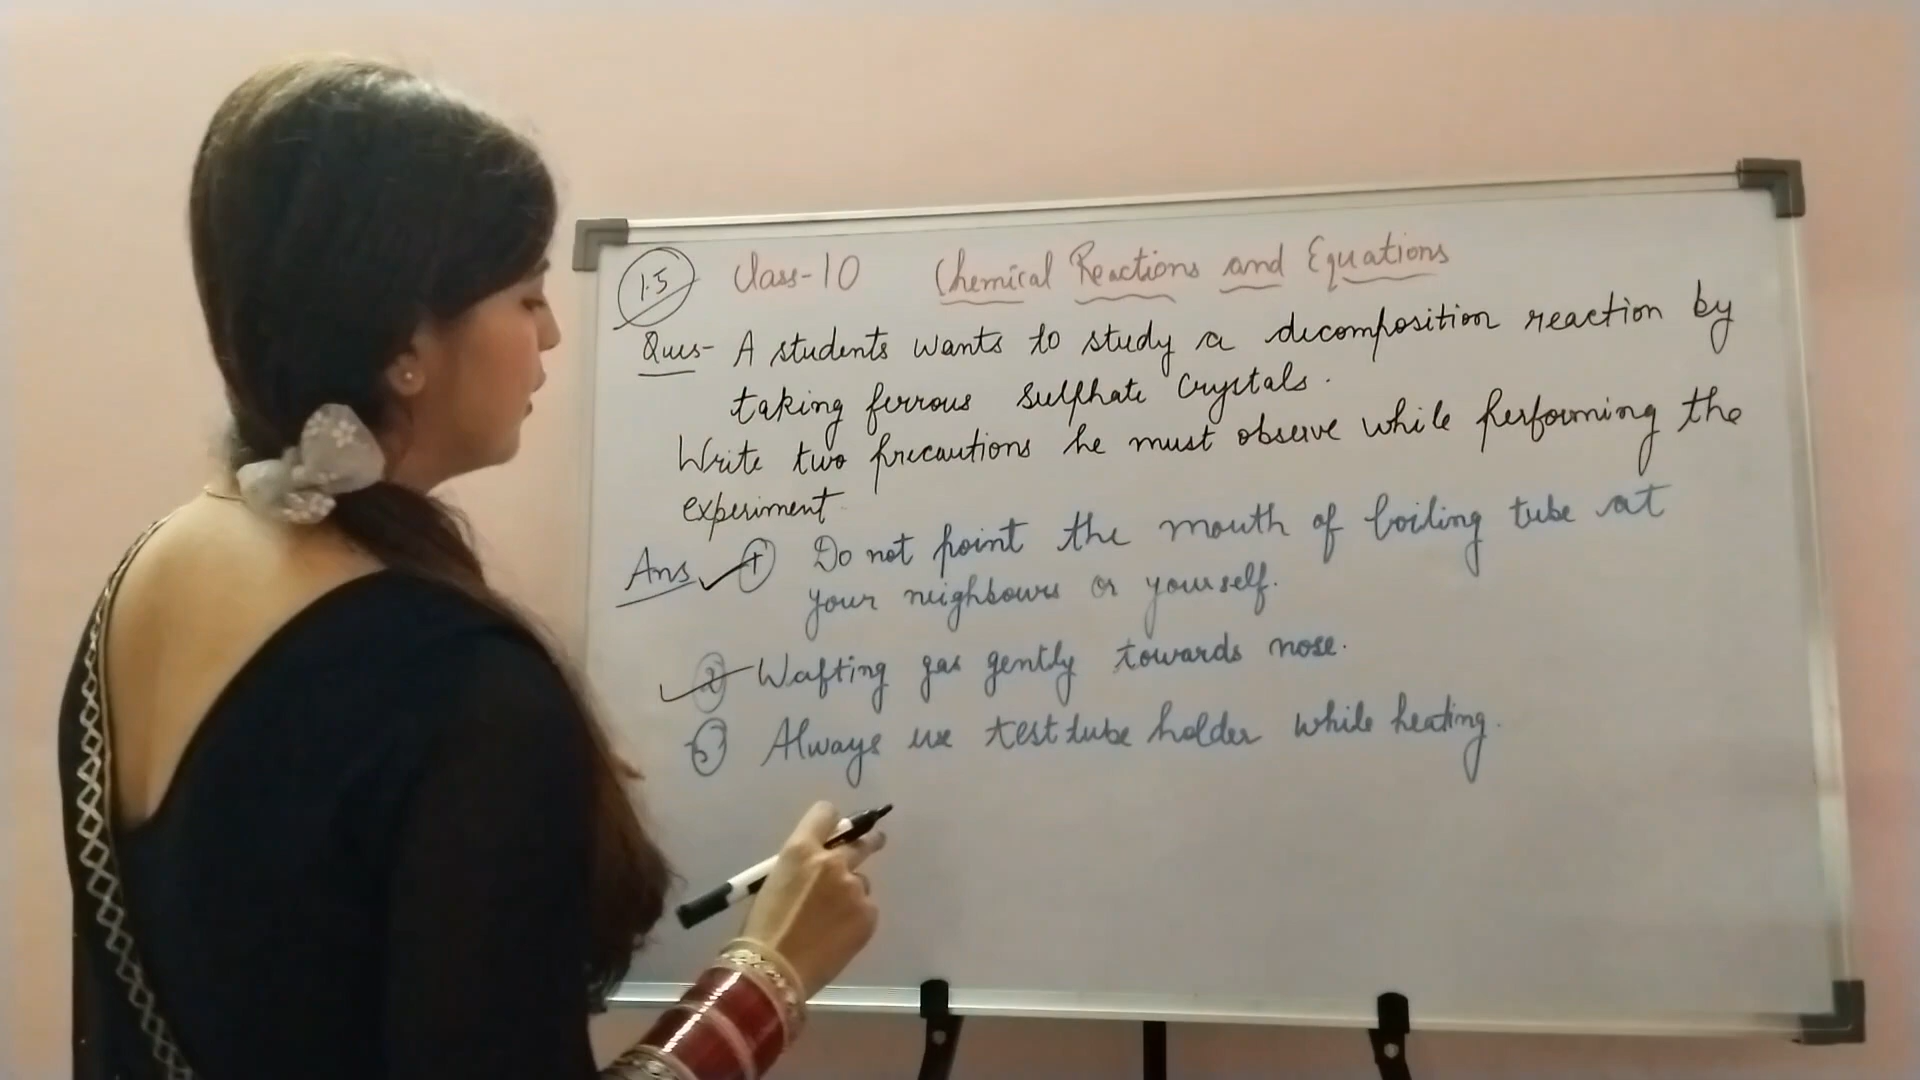 1.5 Class-10 Chemical Reactions and Equations
Ques- A students wants to study a decomposition reaction by
taking ferrous Sulphate Crystals.
Write two precautions he must observe while performing the
experiment.
Ans ① Do not point the mouth of boiling tube at
your neighbours or yourself.
② Wafting gas gently towards nose.
③ Always use test tube holder while heating.